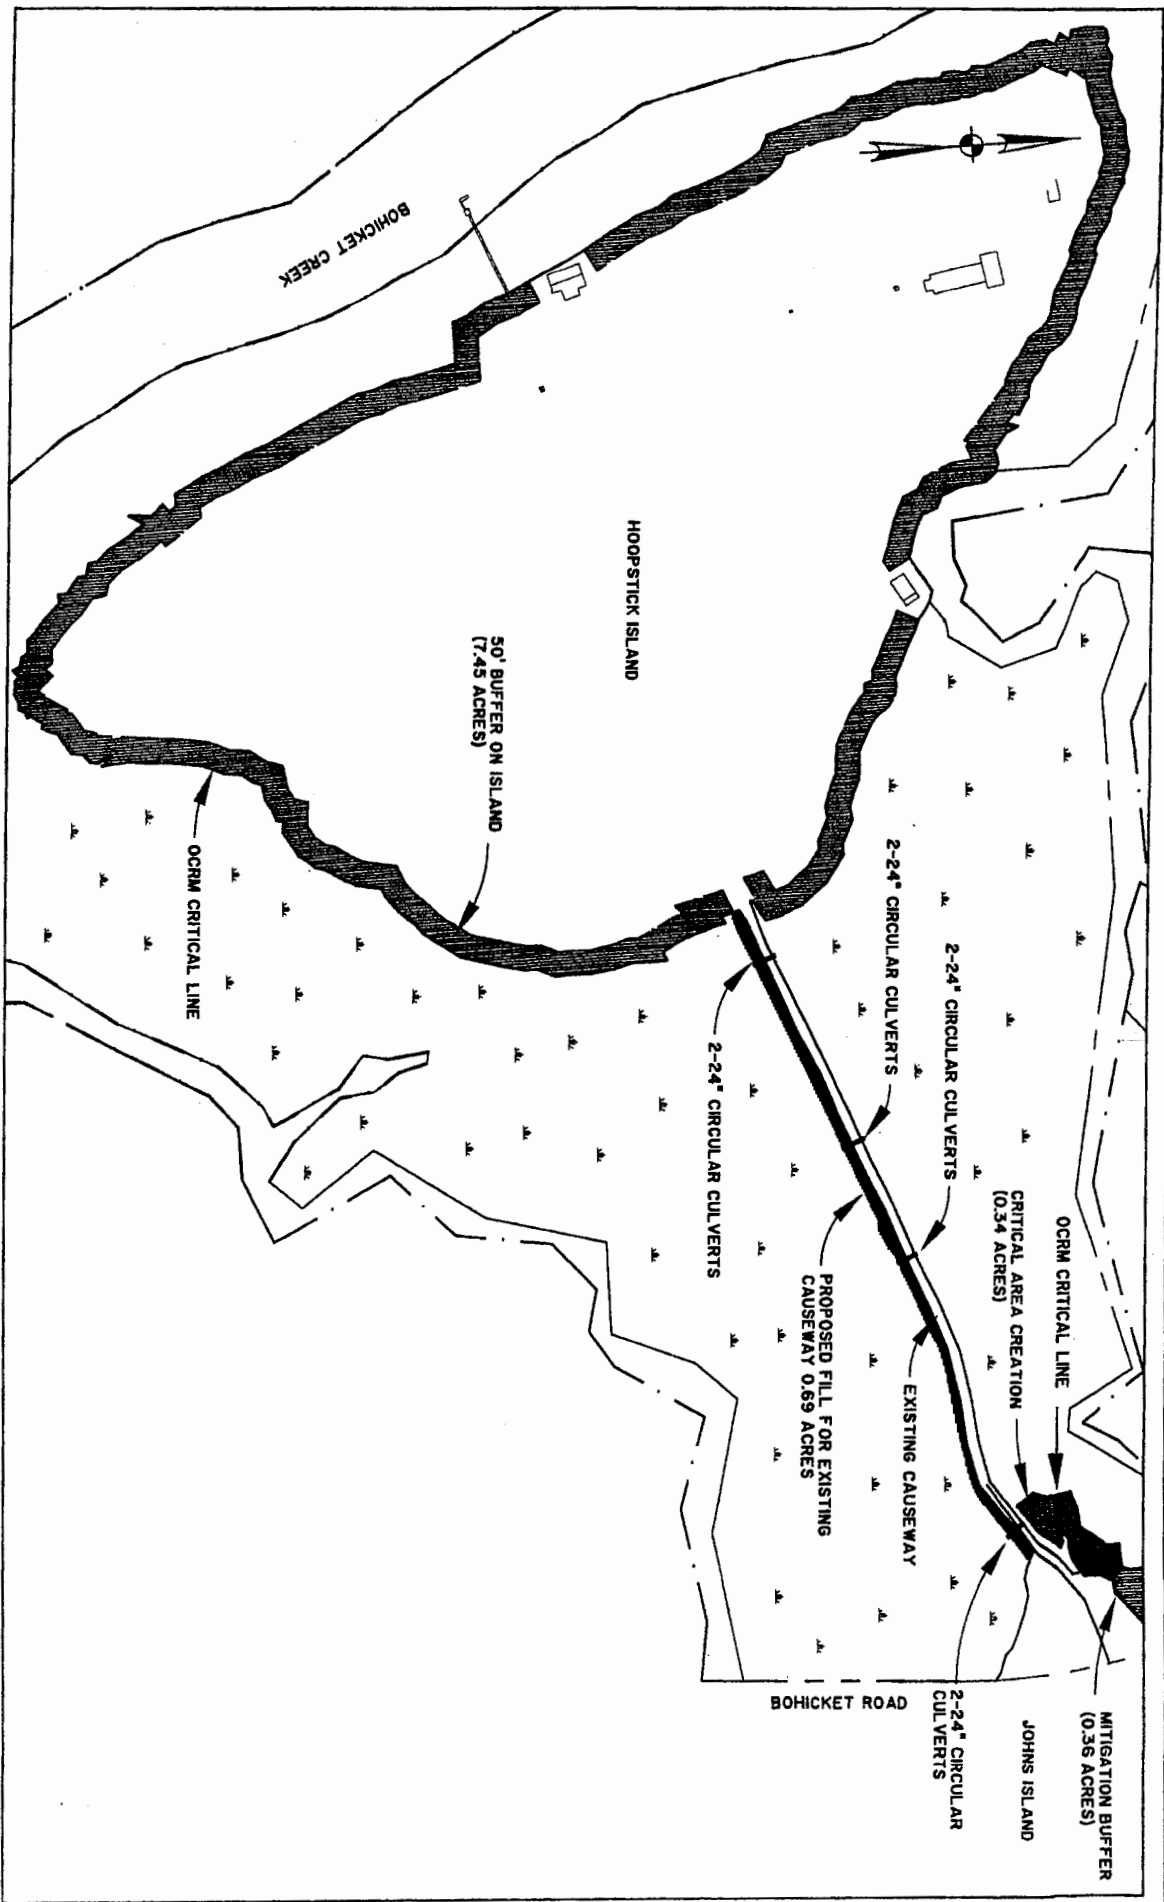 BOHICKET CREEK
HOOPSTICK ISLAND
50' BUFFER ON ISLAND
(7.45 ACRES)
OCRM CRITICAL LINE
2-24" CIRCULAR CULVERTS
2-24" CIRCULAR CULVERTS
2-24" CIRCULAR CULVERTS
CRITICAL AREA CREATION
(0.34 ACRES)
OCRM CRITICAL LINE
PROPOSED FILL FOR EXISTING
CAUSEWAY 0.69 ACRES
EXISTING CAUSEWAY
BOHICKET ROAD
2-24" CIRCULAR
CULVERTS
JOHNS ISLAND
MITIGATION BUFFER
(0.36 ACRES)